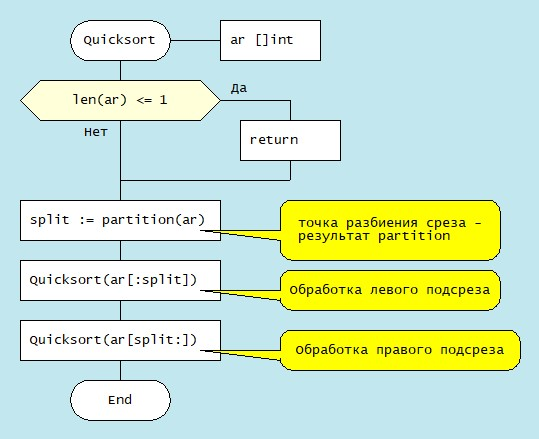 Quicksort
ar []int
len(ar) <= 1
Да
Нет
return
split := partition(ar)
точка разбиения среза –
результат partition
Quicksort(ar[:split])
Обработка левого подсреза
Quicksort(ar[split:])
Обработка правого подсреза
End